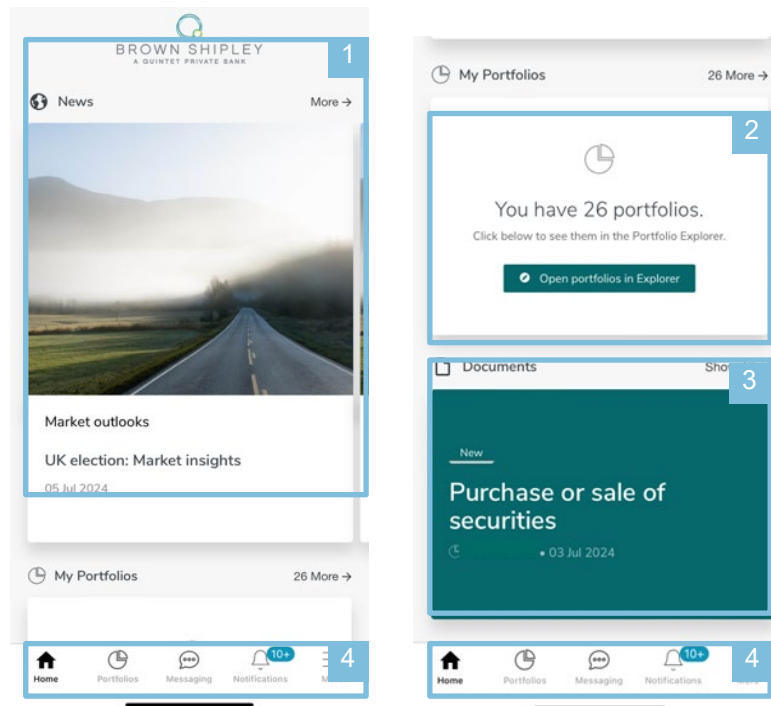 BROWN SHIPLEY
A QUINTET PRIVATE BANK
1
News
More →
Market outlooks
UK election: Market insights
05 Jul 2024
My Portfolios
26 More →
10+
4
Home
Portfolios
Messaging
Notifications
My Portfolios
26 More →
2
You have 26 portfolios.
Click below to see them in the Portfolio Explorer.
Open portfolios in Explorer
Documents
3
New
Purchase or sale of
securities
• 03 Jul 2024
10+
4
Home
Portfolios
Messaging
Notifications